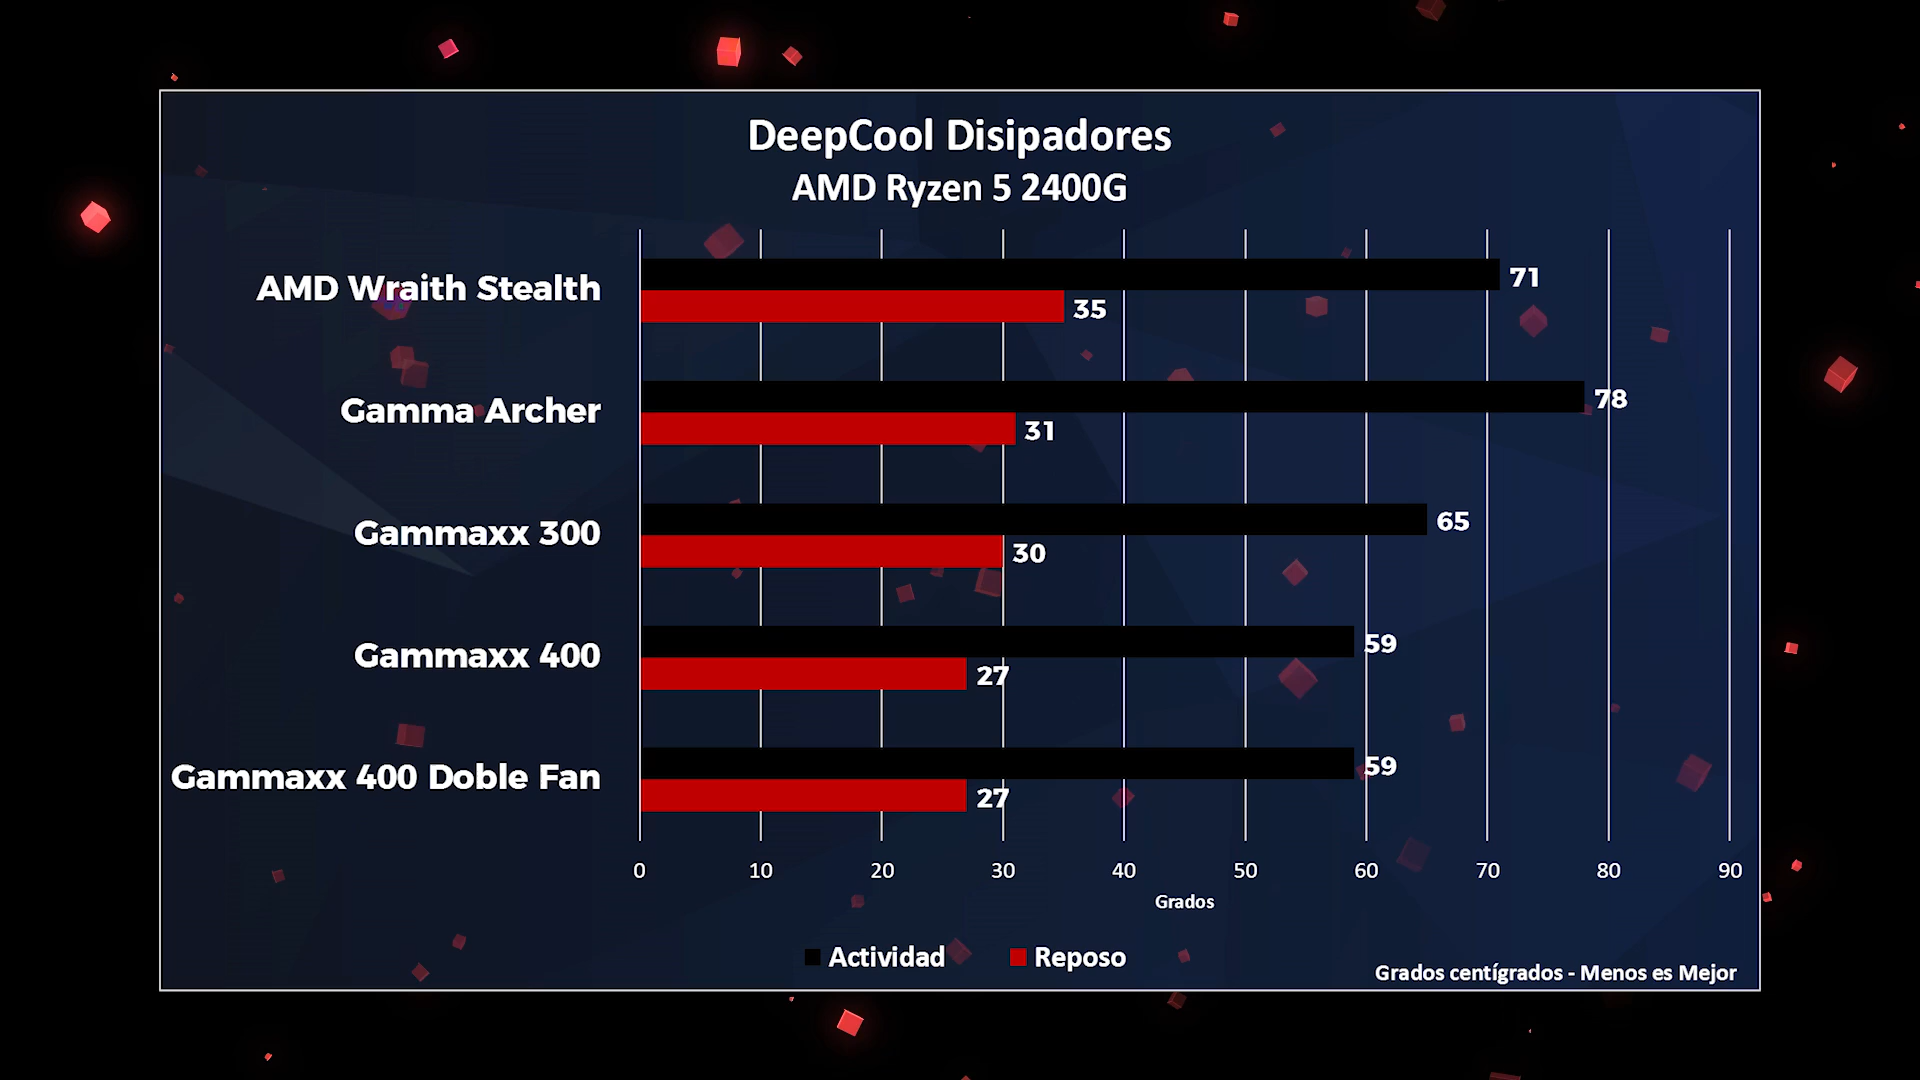 DeepCool Disipadores
AMD Ryzen 5 2400G
AMD Wraith Stealth
71
35
Gamma Archer
78
31
Gammaxx 300
65
30
Gammaxx 400
59
27
Gammaxx 400 Doble Fan
59
27
0 10 20 30 40 50 60 70 80 90
Grados
Actividad Reposo
Grados centígrados - Menos es Mejor